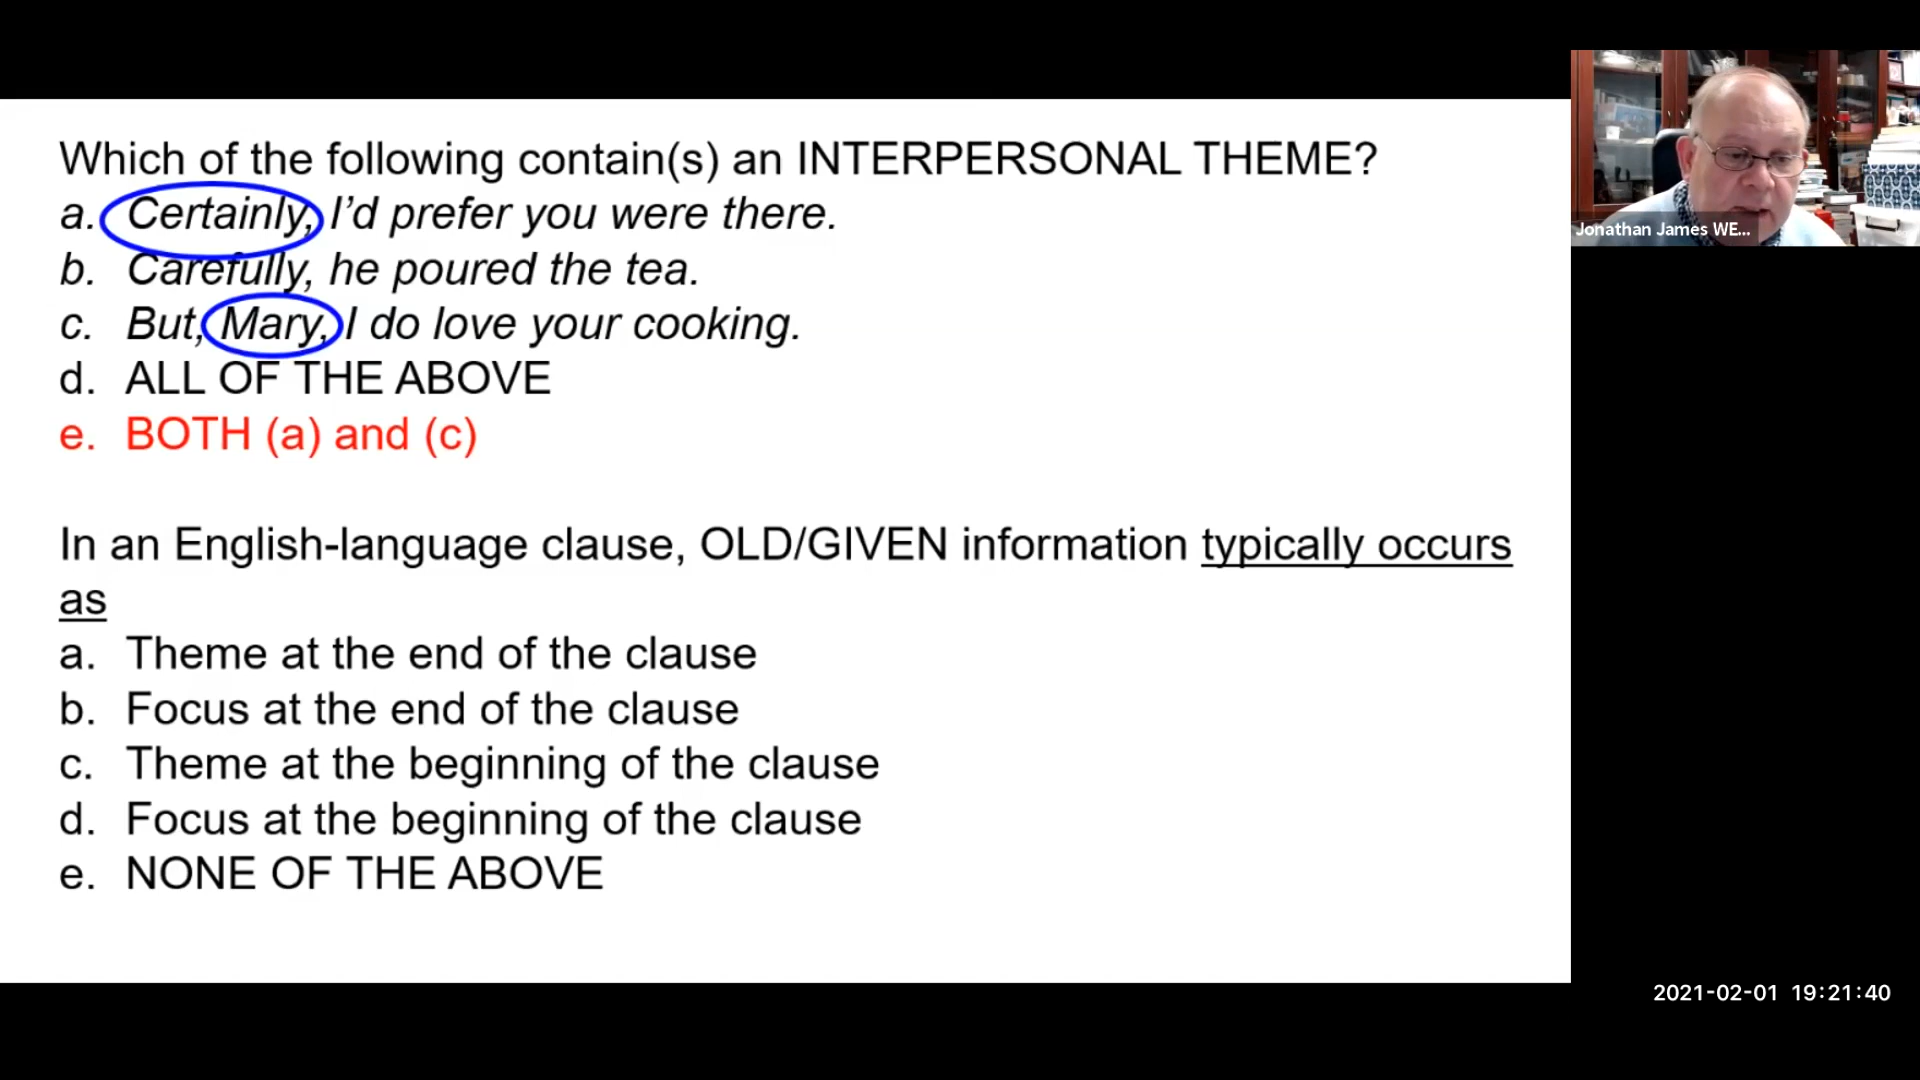 Which of the following contain(s) an INTERPERSONAL THEME?
a. Certainly, I’d prefer you were there.
b. Carefully, he poured the tea.
c. But, Mary, I do love your cooking.
d. ALL OF THE ABOVE
e. BOTH (a) and (c)
In an English-language clause, OLD/GIVEN information typically occurs
as
a. Theme at the end of the clause
b. Focus at the end of the clause
c. Theme at the beginning of the clause
d. Focus at the beginning of the clause
e. NONE OF THE ABOVE
Jonathan James WE...
2021-02-01 19:21:40